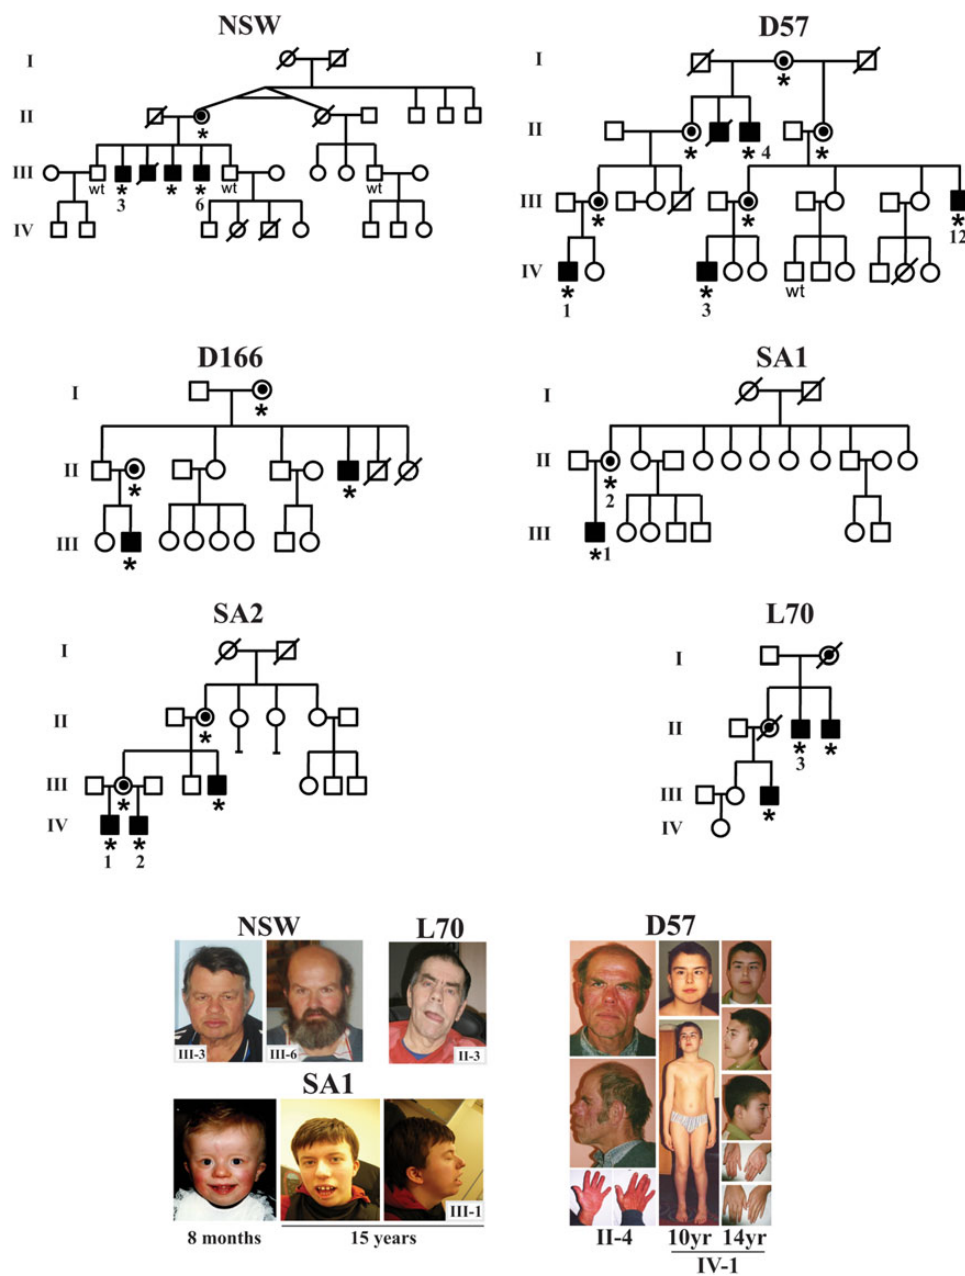 NSW
D57
I
I
II
*
*
II
* 4
*
*
III
wt
*
3
*
*
6
wt
wt
III
*
*
*
12
IV
IV
*
1
*
3
wt
D166
SA1
I
*
I
II
*
*
II
*
2
III
*
III
*1
SA2
L70
I
I
II
*
II
*
3
*
III
*
*
III
*
IV
*
1
*
2
IV
NSW
L70
D57
III-3
III-6
II-3
SA1
III-1
8 months
15 years
II-4
10yr 14yr
IV-1